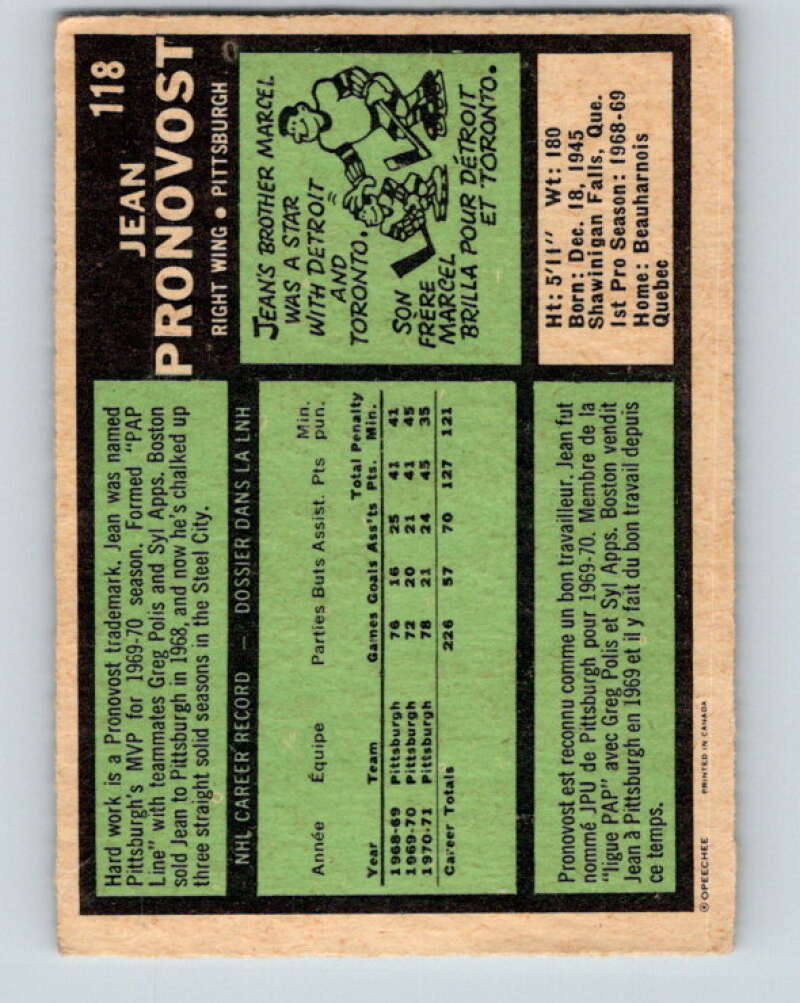 118
JEAN
PRONOVOST
RIGHT WING • PITTSBURGH
Hard work is a Pronovost trademark. Jean was named
Pittsburgh's MVP for 1969-70 season. Formed "PAP
Line" with teammates Greg Polis and Syl Apps. Boston
sold Jean to Pittsburgh in 1968, and now he's chalked up
three straight solid seasons in the Steel City.
JEAN'S BROTHER MARCEL
WAS A STAR
WITH DETROIT
AND
TORONTO.
SON
FRÈRE
MARCEL
BRILLA POUR DÉTROIT
ET TORONTO.
NHL CAREER RECORD — DOSSIER DANS LA LNH
Année Équipe Parties Buts Assist. Pts Min. pun.
Year Team Games Goals Ass'ts Total Pts. Penalty Min.
1968-69 Pittsburgh 76 16 25 41 41
1969-70 Pittsburgh 72 20 21 41 45
1970-71 Pittsburgh 78 21 24 45 35
Career Totals 226 57 70 127 121
Ht: 5'11" Wt: 180
Born: Dec. 18, 1945
Shawinigan Falls, Que.
1st Pro Season: 1968-69
Home: Beauharnois
Quebec
Pronovost est reconnu comme un bon travailleur. Jean fut
nommé JPU de Pittsburgh pour 1969-70. Membre de la
"ligue PAP" avec Greg Polis et Syl Apps. Boston vendit
Jean à Pittsburgh en 1969 et il y fait du bon travail depuis
ce temps.
© OPEECHEE PRINTED IN CANADA